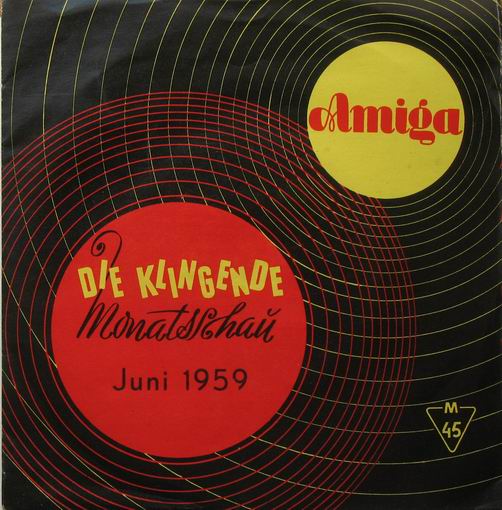 Amiga
DIE KLINGENDE
Monatsschau
Juni 1959
M
45